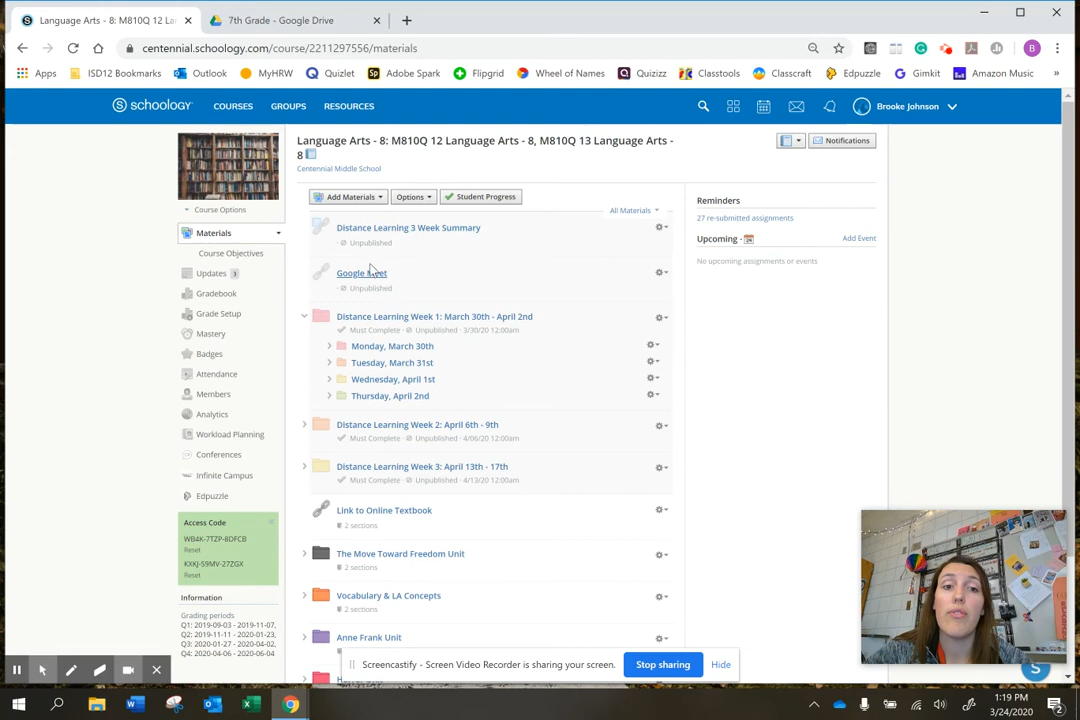 Language Arts - 8: M810Q 12 Lan
7th Grade - Google Drive
centennial.schoology.com/course/2211297556/materials
Apps
ISD12 Bookmarks
Outlook
MyHRW
Quizlet
Adobe Spark
Flipgrid
Wheel of Names
Quizizz
Classtools
Classcraft
Edpuzzle
Gimkit
Amazon Music
»
schoology
COURSES
GROUPS
RESOURCES
Brooke Johnson
Language Arts - 8: M810Q 12 Language Arts - 8, M810Q 13 Language Arts -
8
Centennial Middle School
Notifications
Course Options
Materials
Course Objectives
Updates 3
Gradebook
Grade Setup
Mastery
Badges
Attendance
Members
Analytics
Workload Planning
Conferences
Infinite Campus
Edpuzzle
Access Code
WB4K-7TZP-8DFCB
Reset
KXKJ-S9MV-27ZGX
Reset
Information
Grading periods
Q1: 2019-09-03 - 2019-11-07,
Q2: 2019-11-11 - 2020-01-23,
Q3: 2020-01-27 - 2020-04-02,
Q4: 2020-04-06 - 2020-06-04
Add Materials
Options
Student Progress
All Materials
Distance Learning 3 Week Summary
· Unpublished
Google Meet
· Unpublished
Distance Learning Week 1: March 30th - April 2nd
Must Complete · Unpublished · 3/30/20 12:00am
Monday, March 30th
Tuesday, March 31st
Wednesday, April 1st
Thursday, April 2nd
Distance Learning Week 2: April 6th - 9th
Must Complete · Unpublished · 4/06/20 12:00am
Distance Learning Week 3: April 13th - 17th
Must Complete · Unpublished · 4/13/20 12:00am
Link to Online Textbook
2 sections
The Move Toward Freedom Unit
2 sections
Vocabulary & LA Concepts
2 sections
Anne Frank Unit
Reminders
27 re-submitted assignments
Upcoming ·
Add Event
No upcoming assignments or events
Screencastify - Screen Video Recorder is sharing your screen.
Stop sharing
Hide
1:19 PM
3/24/2020